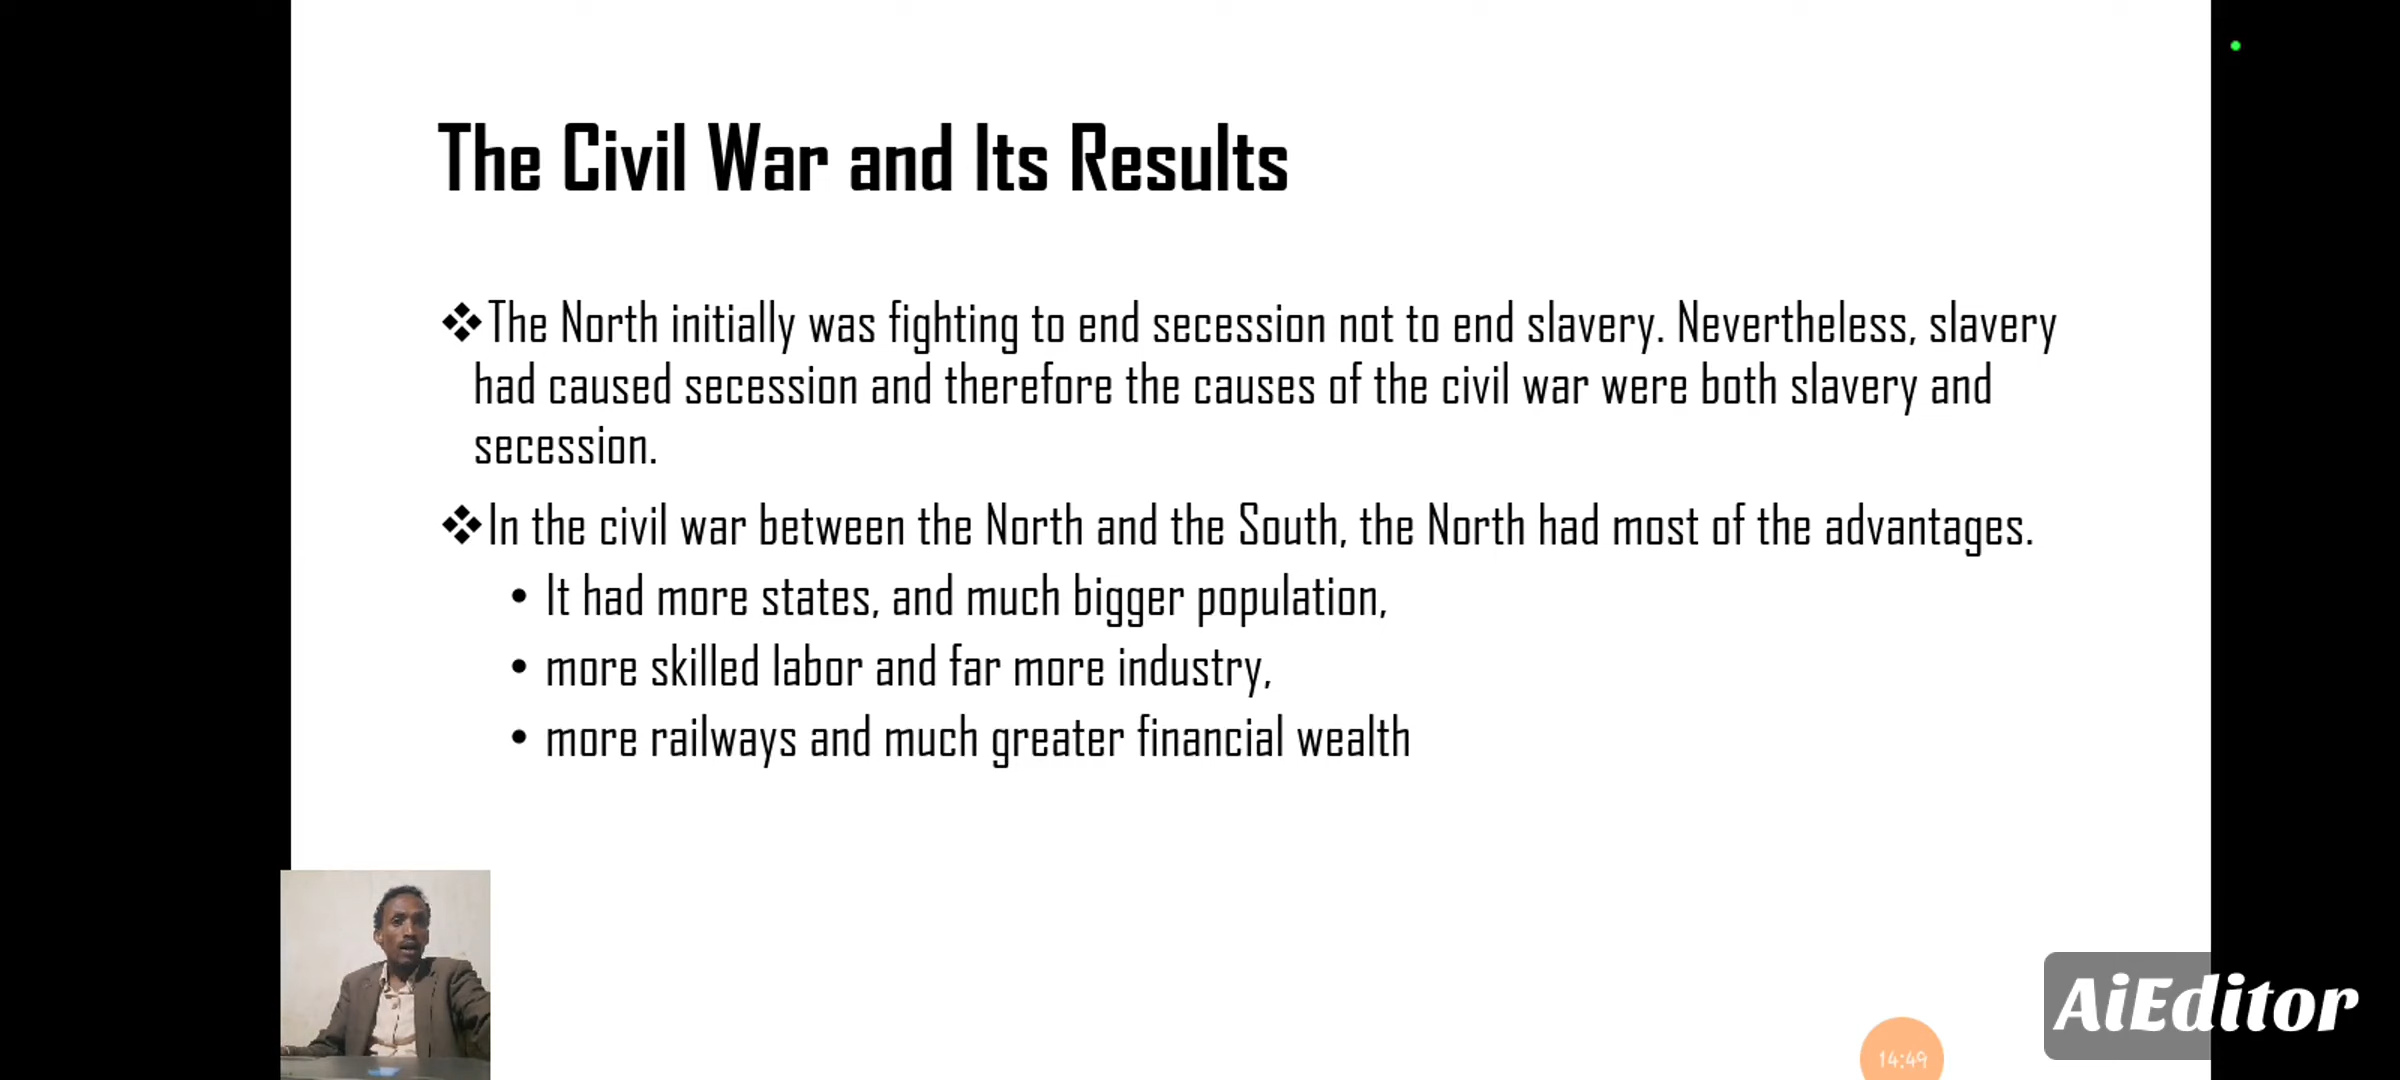 The Civil War and Its Results
❖The North initially was fighting to end secession not to end slavery. Nevertheless, slavery
had caused secession and therefore the causes of the civil war were both slavery and
secession.
❖In the civil war between the North and the South, the North had most of the advantages.
• It had more states, and much bigger population,
• more skilled labor and far more industry,
• more railways and much greater financial wealth
AiEditor
14:49